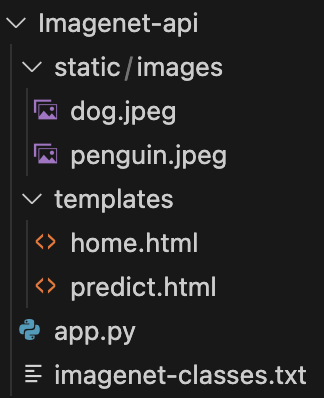 Imagenet-api
static/images
dog.jpeg
penguin.jpeg
templates
home.html
predict.html
app.py
imagenet-classes.txt